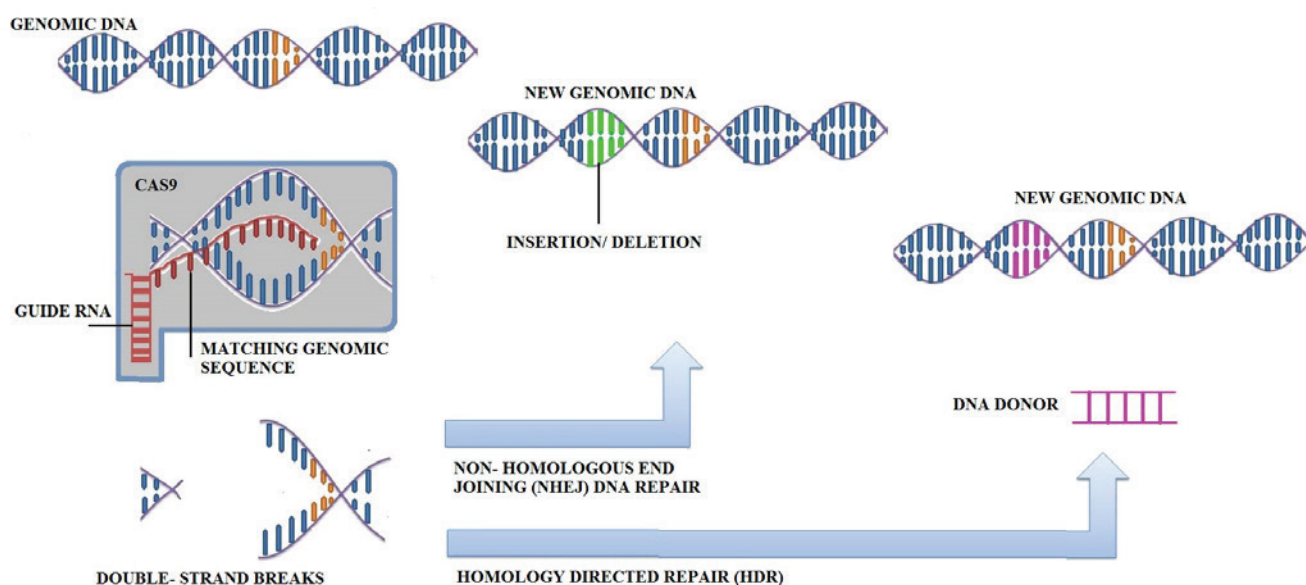 GENOMIC DNA
NEW GENOMIC DNA
CAS9
NEW GENOMIC DNA
INSERTION/ DELETION
GUIDE RNA
MATCHING GENOMIC
SEQUENCE
DNA DONOR
NON- HOMOLOGOUS END
JOINING (NHEJ) DNA REPAIR
DOUBLE- STRAND BREAKS
HOMOLOGY DIRECTED REPAIR (HDR)